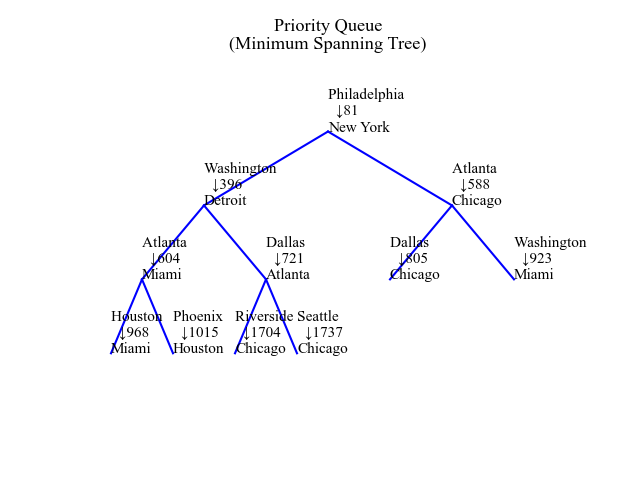 Priority Queue
(Minimum Spanning Tree)
Philadelphia
↓81
New York
Washington
↓396
Detroit
Atlanta
↓588
Chicago
Atlanta
↓604
Miami
Dallas
↓721
Atlanta
Dallas
↓805
Chicago
Washington
↓923
Miami
Houston
↓968
Miami
Phoenix
↓1015
Houston
Riverside
↓1704
Chicago
Seattle
↓1737
Chicago